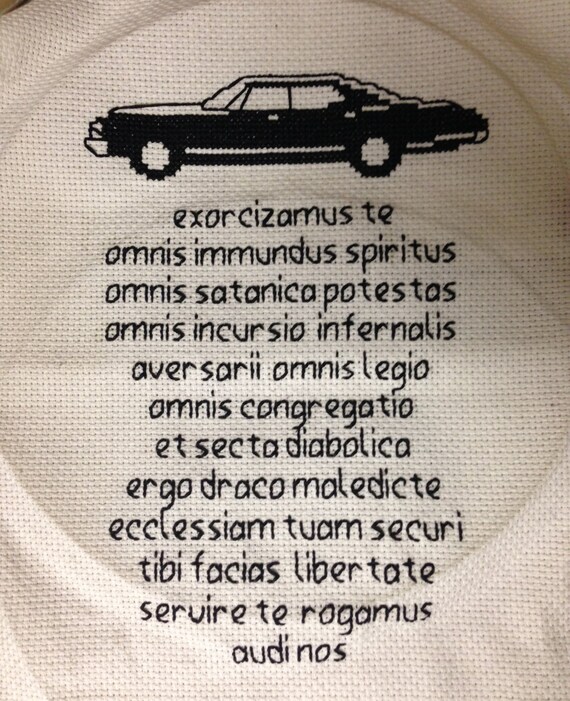 exorcizamus te
omnis immundus spiritus
omnis satanica potestas
omnis incursio infernalis
aversarii omnis legio
omnis congregatio
et secta diabolica
ergo draco maledicte
ecclessiam tuam securi
tibi facias libertate
servire te rogamus
audi nos